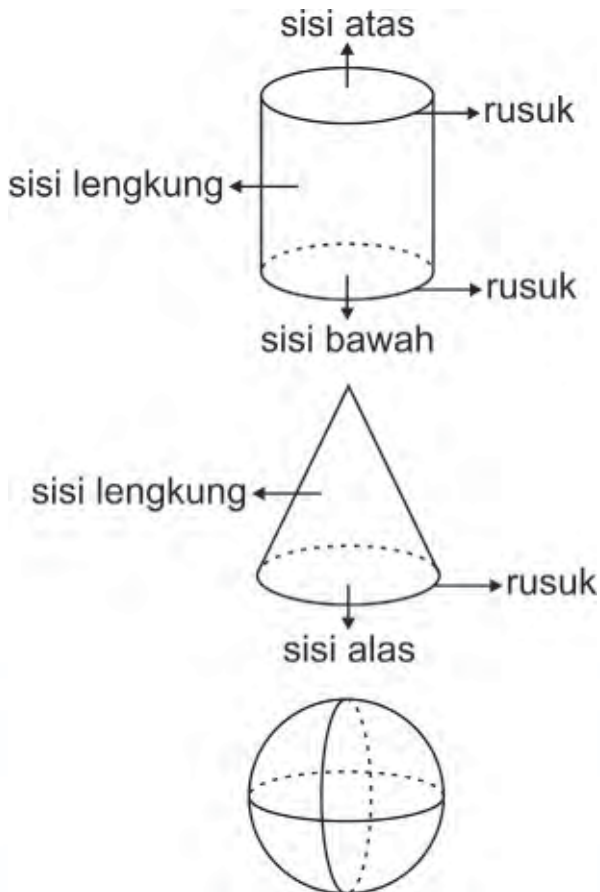 sisi atas
rusuk
sisi lengkung
rusuk
sisi bawah
sisi lengkung
rusuk
sisi alas